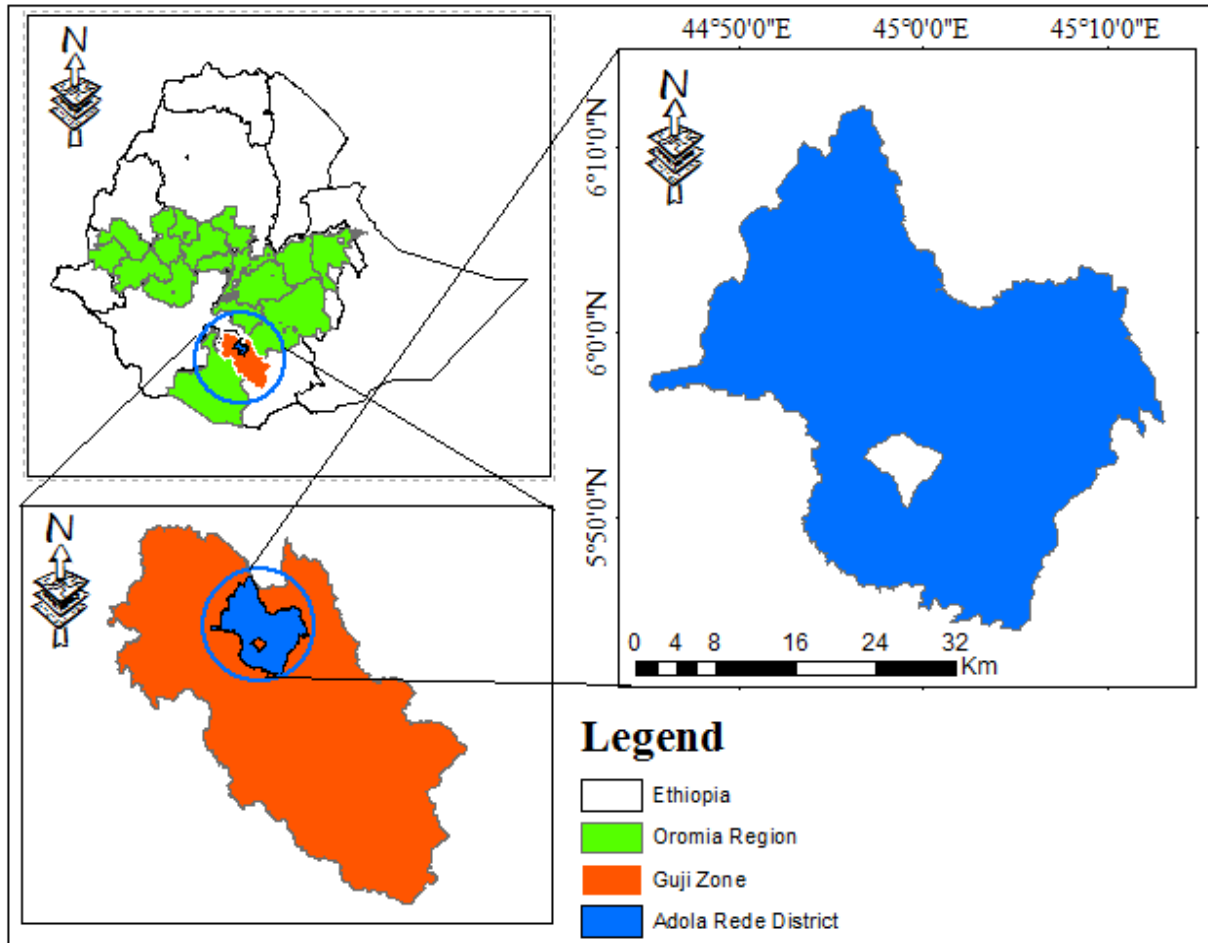 N
N
44°50'0"E 45°0'0"E 45°10'0"E
6°10'0"N
6°0'0"N
5°50'0"N
0 4 8 16 24 32
Km
N
Legend
Ethiopia
Oromia Region
Guji Zone
Adola Rede District